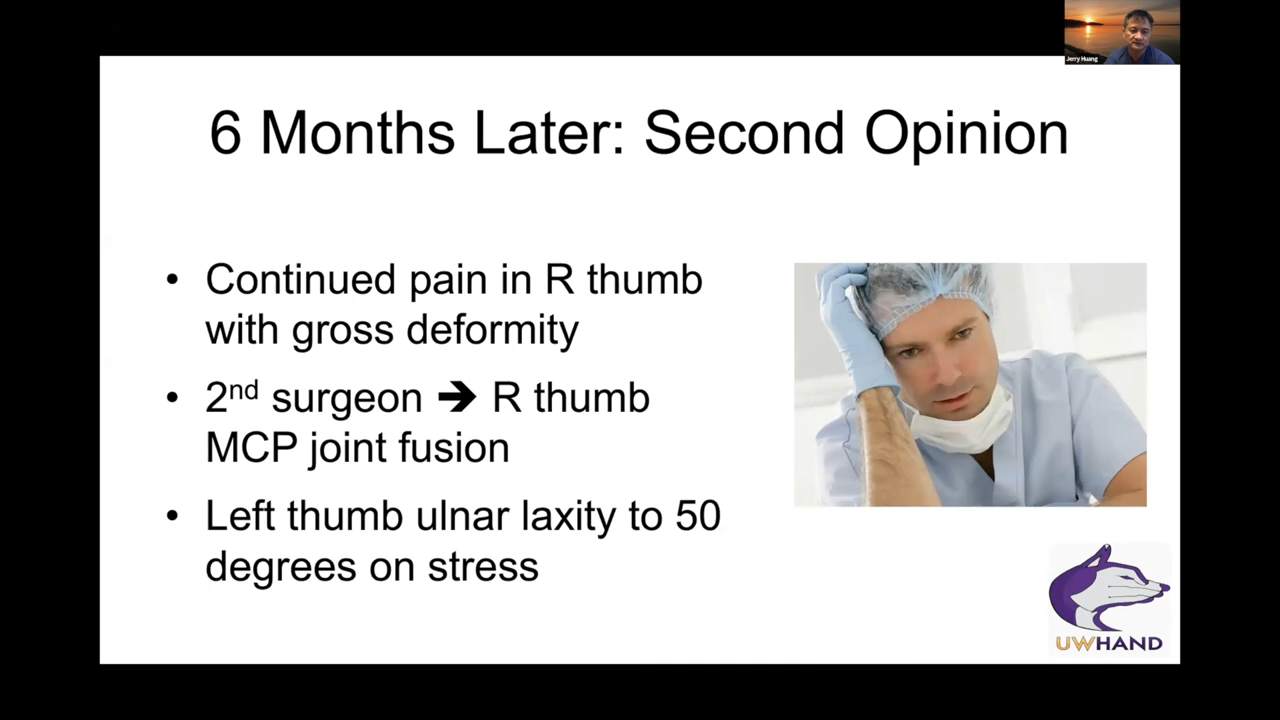 Jerry Huang
6 Months Later: Second Opinion
• Continued pain in R thumb
with gross deformity
• 2nd surgeon ➔ R thumb
MCP joint fusion
• Left thumb ulnar laxity to 50
degrees on stress
UWHAND